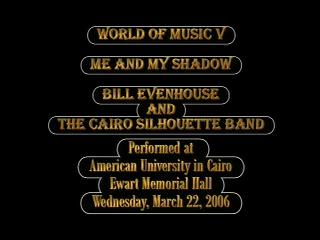 WORLD OF MUSIC V
ME AND MY SHADOW
BILL EVENHOUSE
AND
THE CAIRO SILHOUETTE BAND
Performed at
American University in Cairo
Ewart Memorial Hall
Wednesday, March 22, 2006